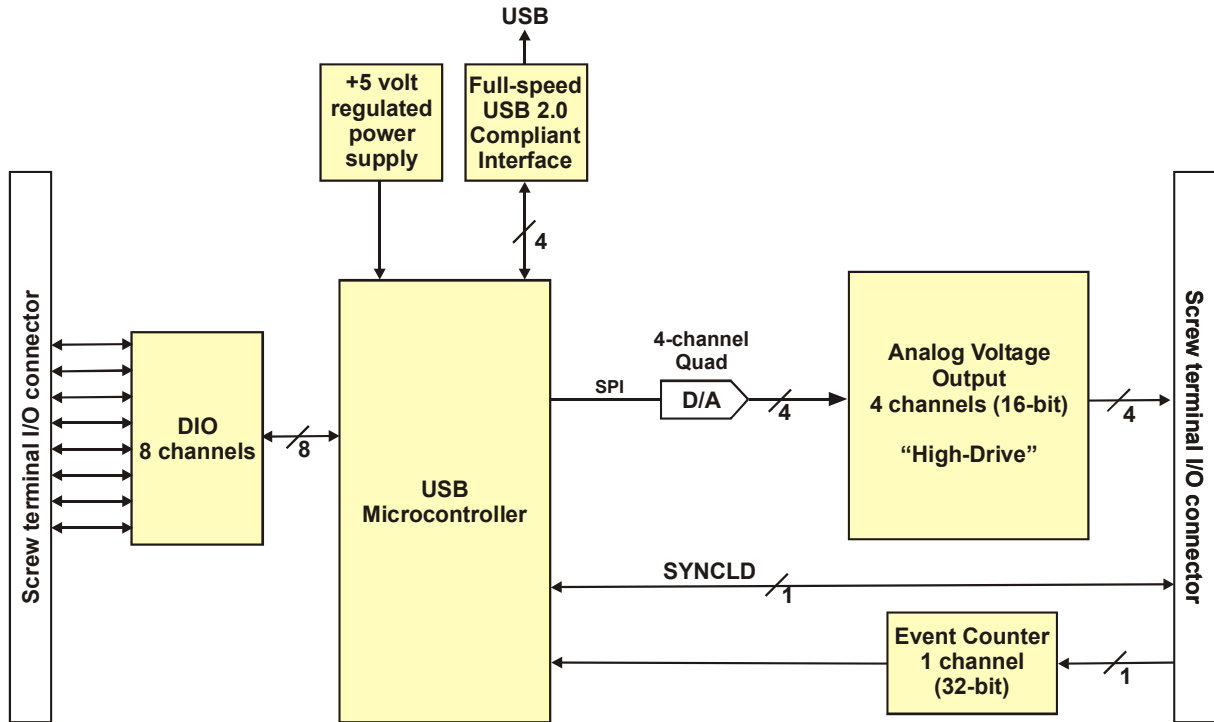 USB
+5 volt
regulated
power
supply
Full-speed
USB 2.0
Compliant
Interface
4
Screw terminal I/O connector
DIO
8 channels
8
USB
Microcontroller
SPI
4-channel
Quad
D/A
4
Analog Voltage
Output
4 channels (16-bit)
“High-Drive”
4
Screw terminal I/O connector
SYNCLD
1
Event Counter
1 channel
(32-bit)
1